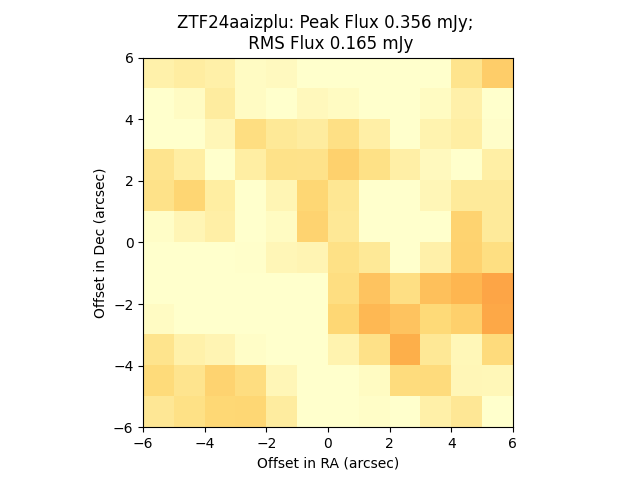 ZTF24aaizplu: Peak Flux 0.356 mJy;
RMS Flux 0.165 mJy
6
4
2
0
−2
−4
−6
Offset in Dec (arcsec)
−6 −4 −2 0 2 4 6
Offset in RA (arcsec)